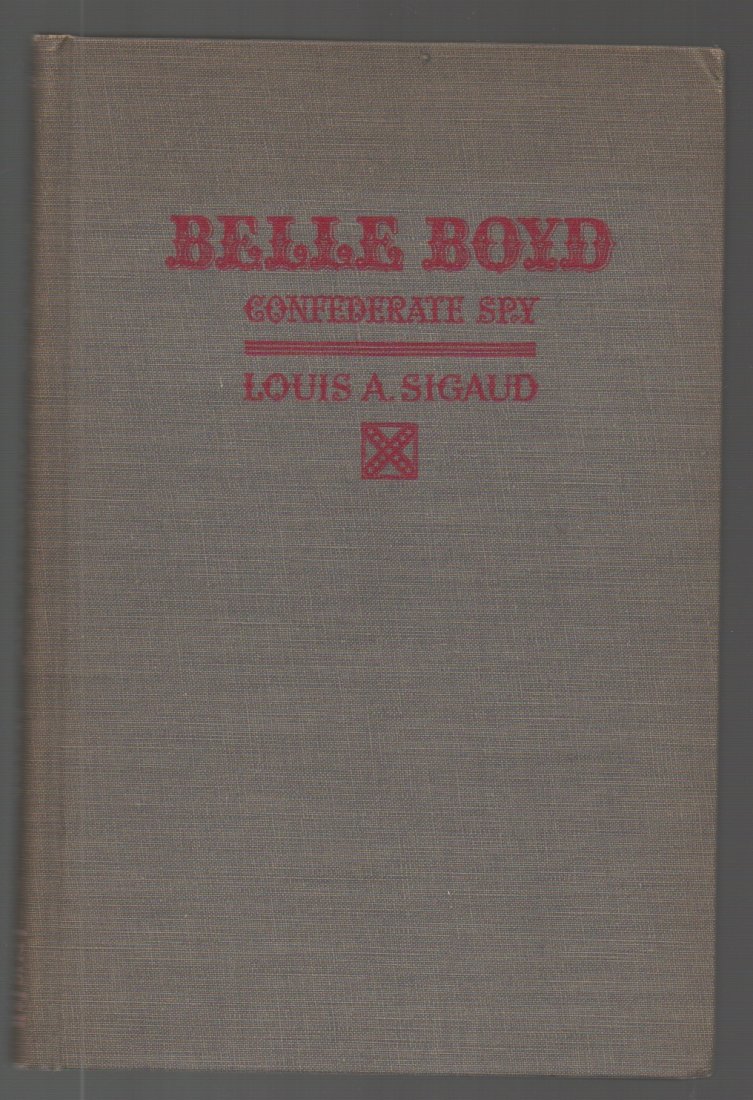 BELLE BOYD
CONFEDERATE SPY
LOUIS A. SIGAUD